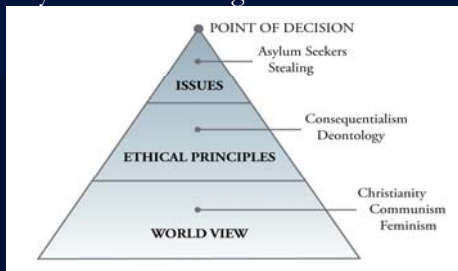 POINT OF DECISION
Asylum Seekers
Stealing
ISSUES
Consequentialism
Deontology
ETHICAL PRINCIPLES
Christianity
Communism
Feminism
WORLD VIEW